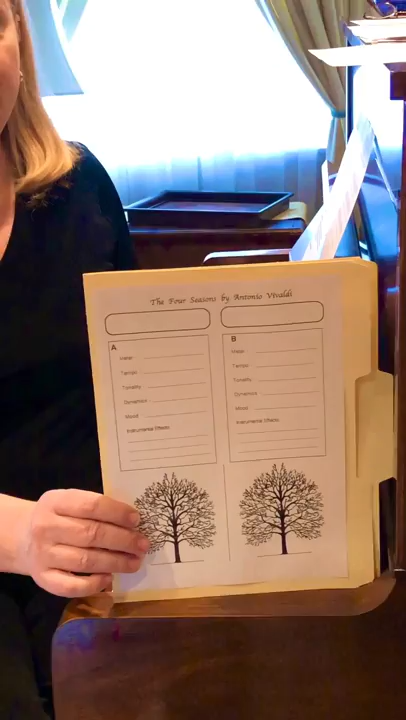 The Four Seasons by Antonio Vivaldi
A
Meter
Tempo
Tonality
Dynamics
Mood
Instrumental Effects
B
Meter
Tempo
Tonality
Dynamics
Mood
Instrumental Effects